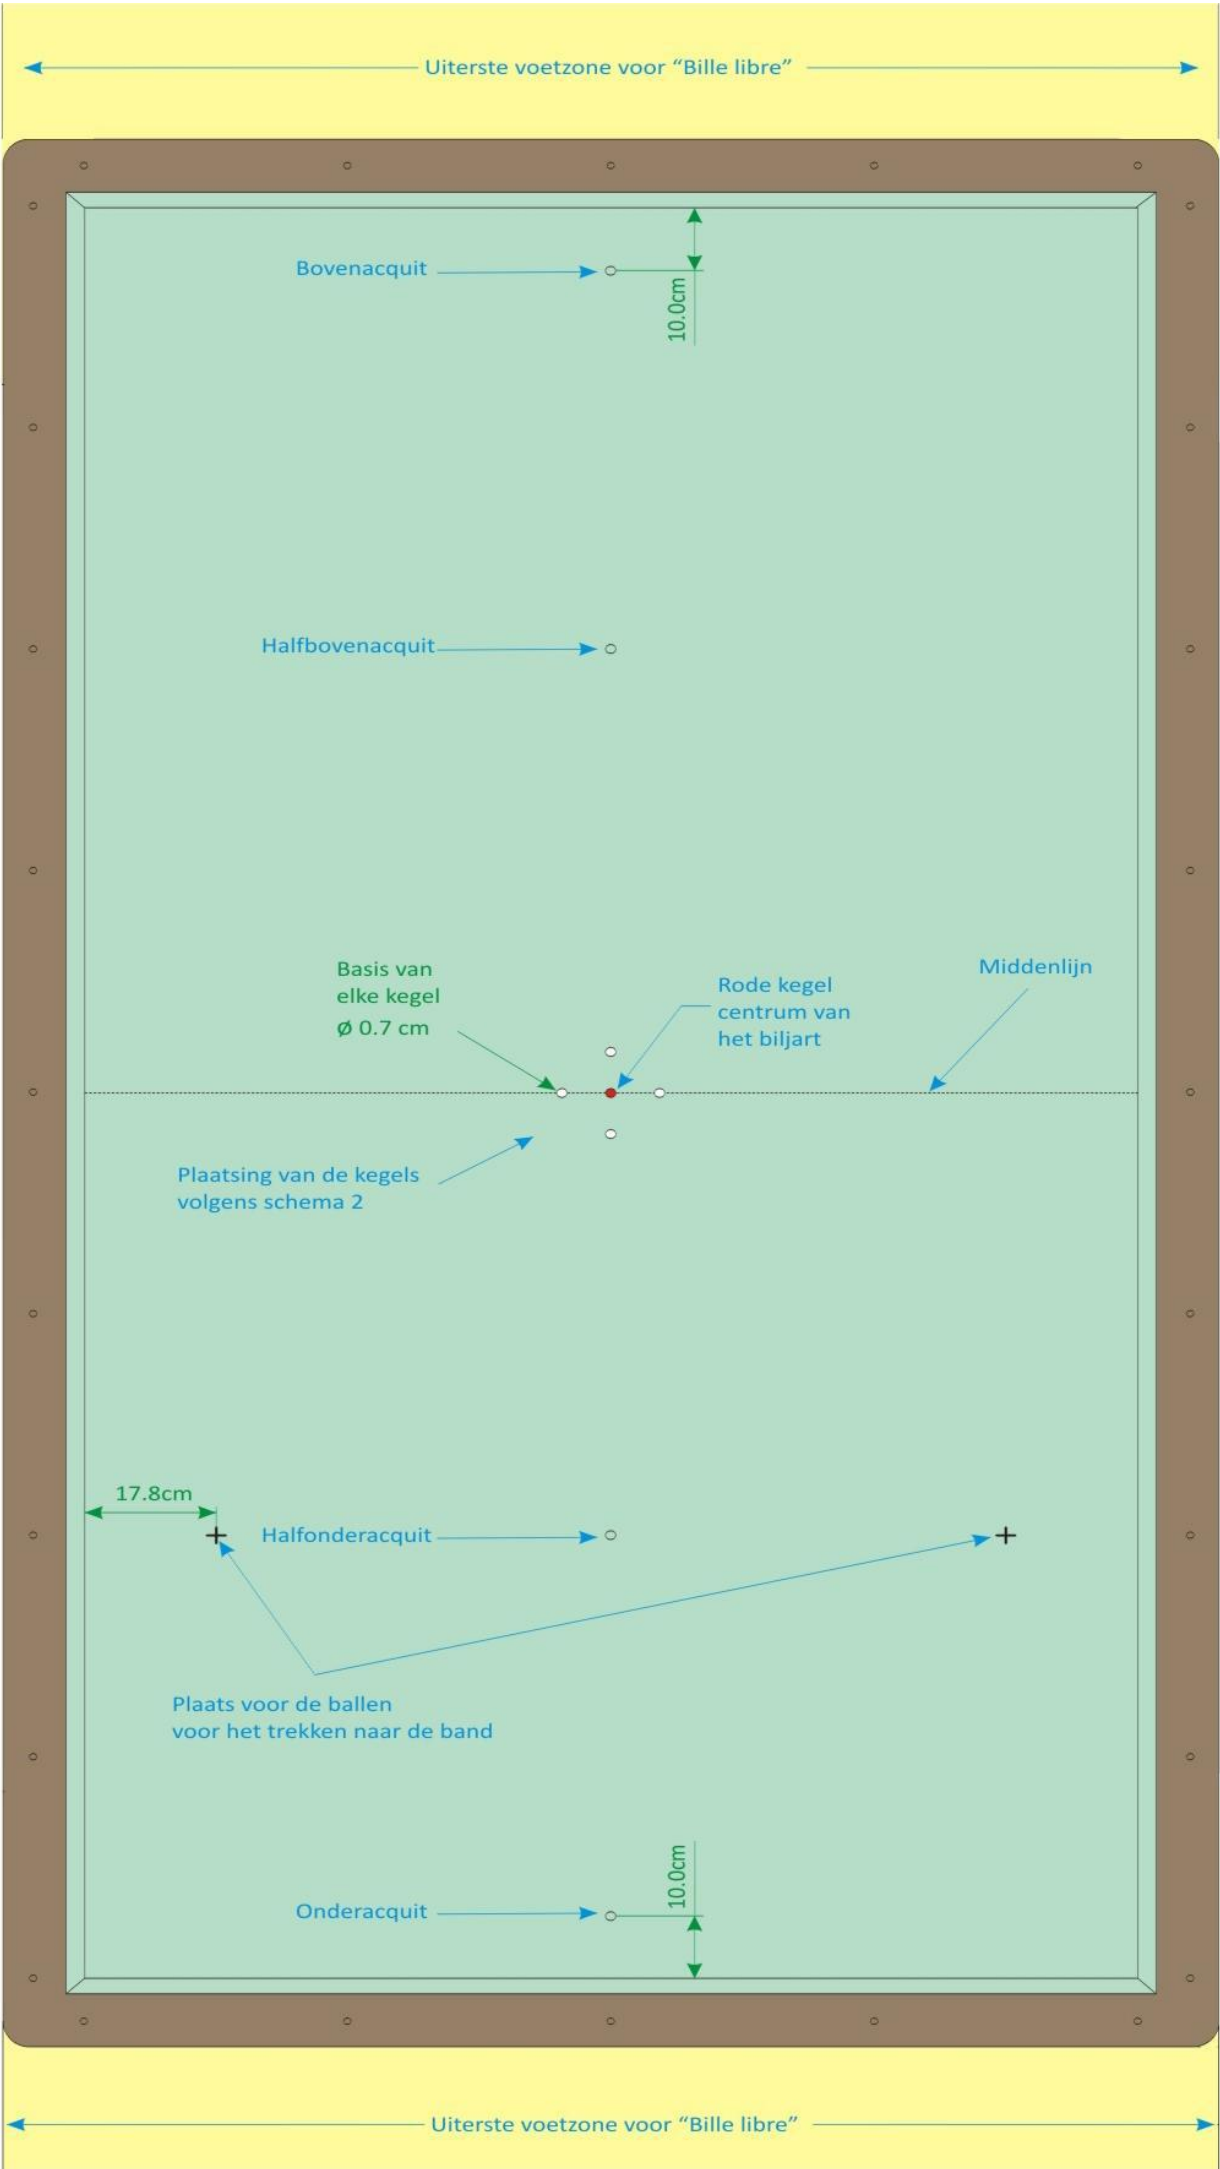 Uiterste voetzone voor “Bille libre”
Bovenacquit
10.0cm
Halfbovenacquit
Basis van
elke kegel
Ø 0.7 cm
Rode kegel
centrum van
het biljart
Middenlijn
Plaatsing van de kegels
volgens schema 2
17.8cm
Halfonderacquit
Plaats voor de ballen
voor het trekken naar de band
10.0cm
Onderacquit
Uiterste voetzone voor “Bille libre”